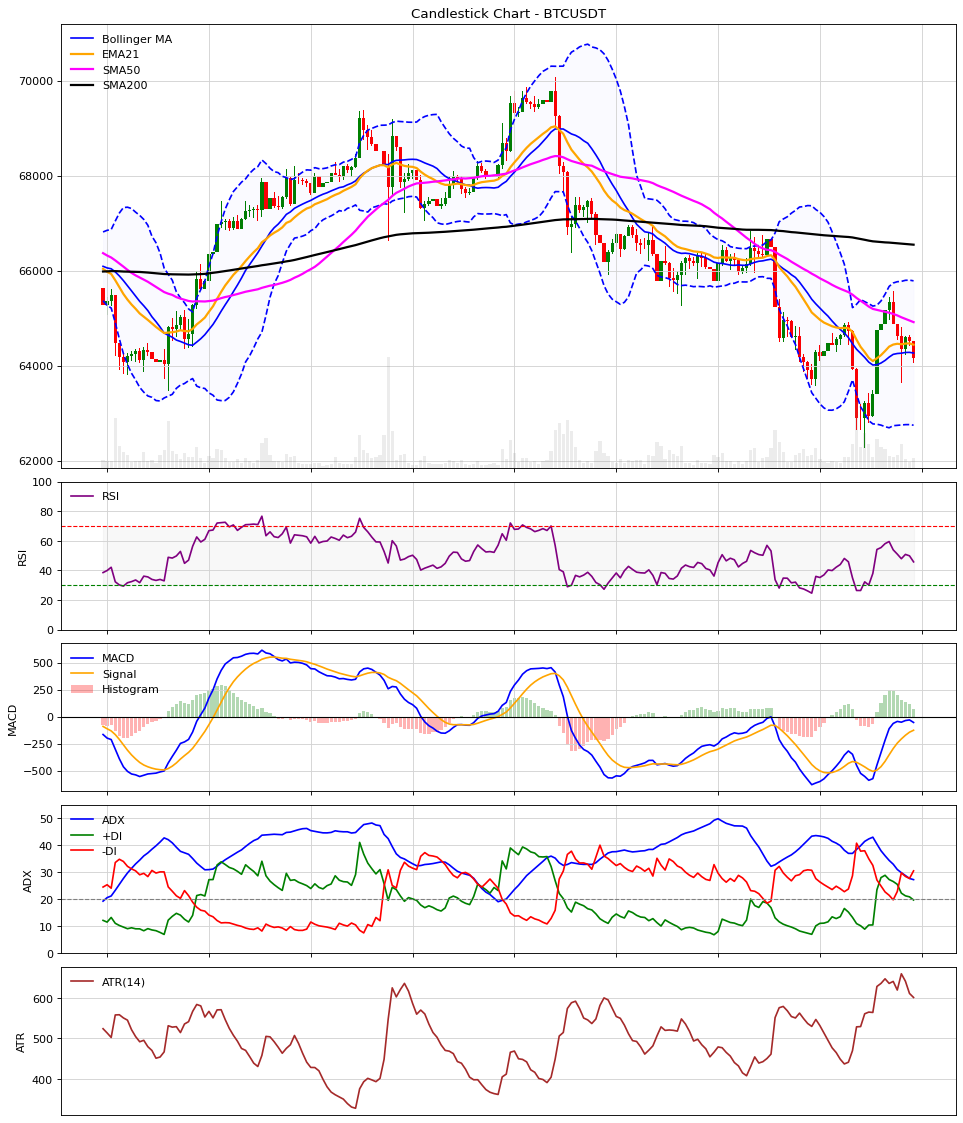 Candlestick Chart - BTCUSDT
Bollinger MA
EMA21
SMA50
SMA200
70000
68000
66000
64000
62000
RSI
RSI
100
80
60
40
20
0
MACD
Signal
Histogram
MACD
500
250
0
−250
−500
ADX
+DI
-DI
ADX
50
40
30
20
10
0
ATR(14)
ATR
600
500
400